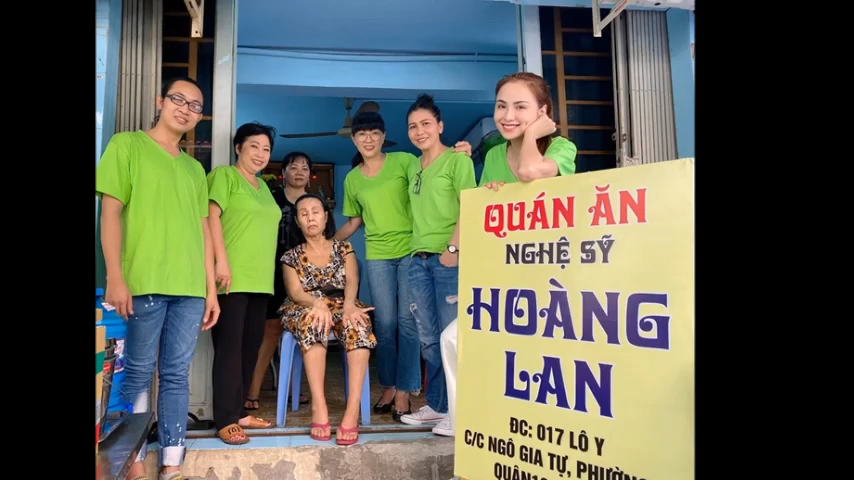 QUÁN ĂN
NGHỆ SỸ
HOÀNG
LAN
ĐC: 017 LÔ Y
C/C NGÔ GIA TỰ, PHƯỜNG